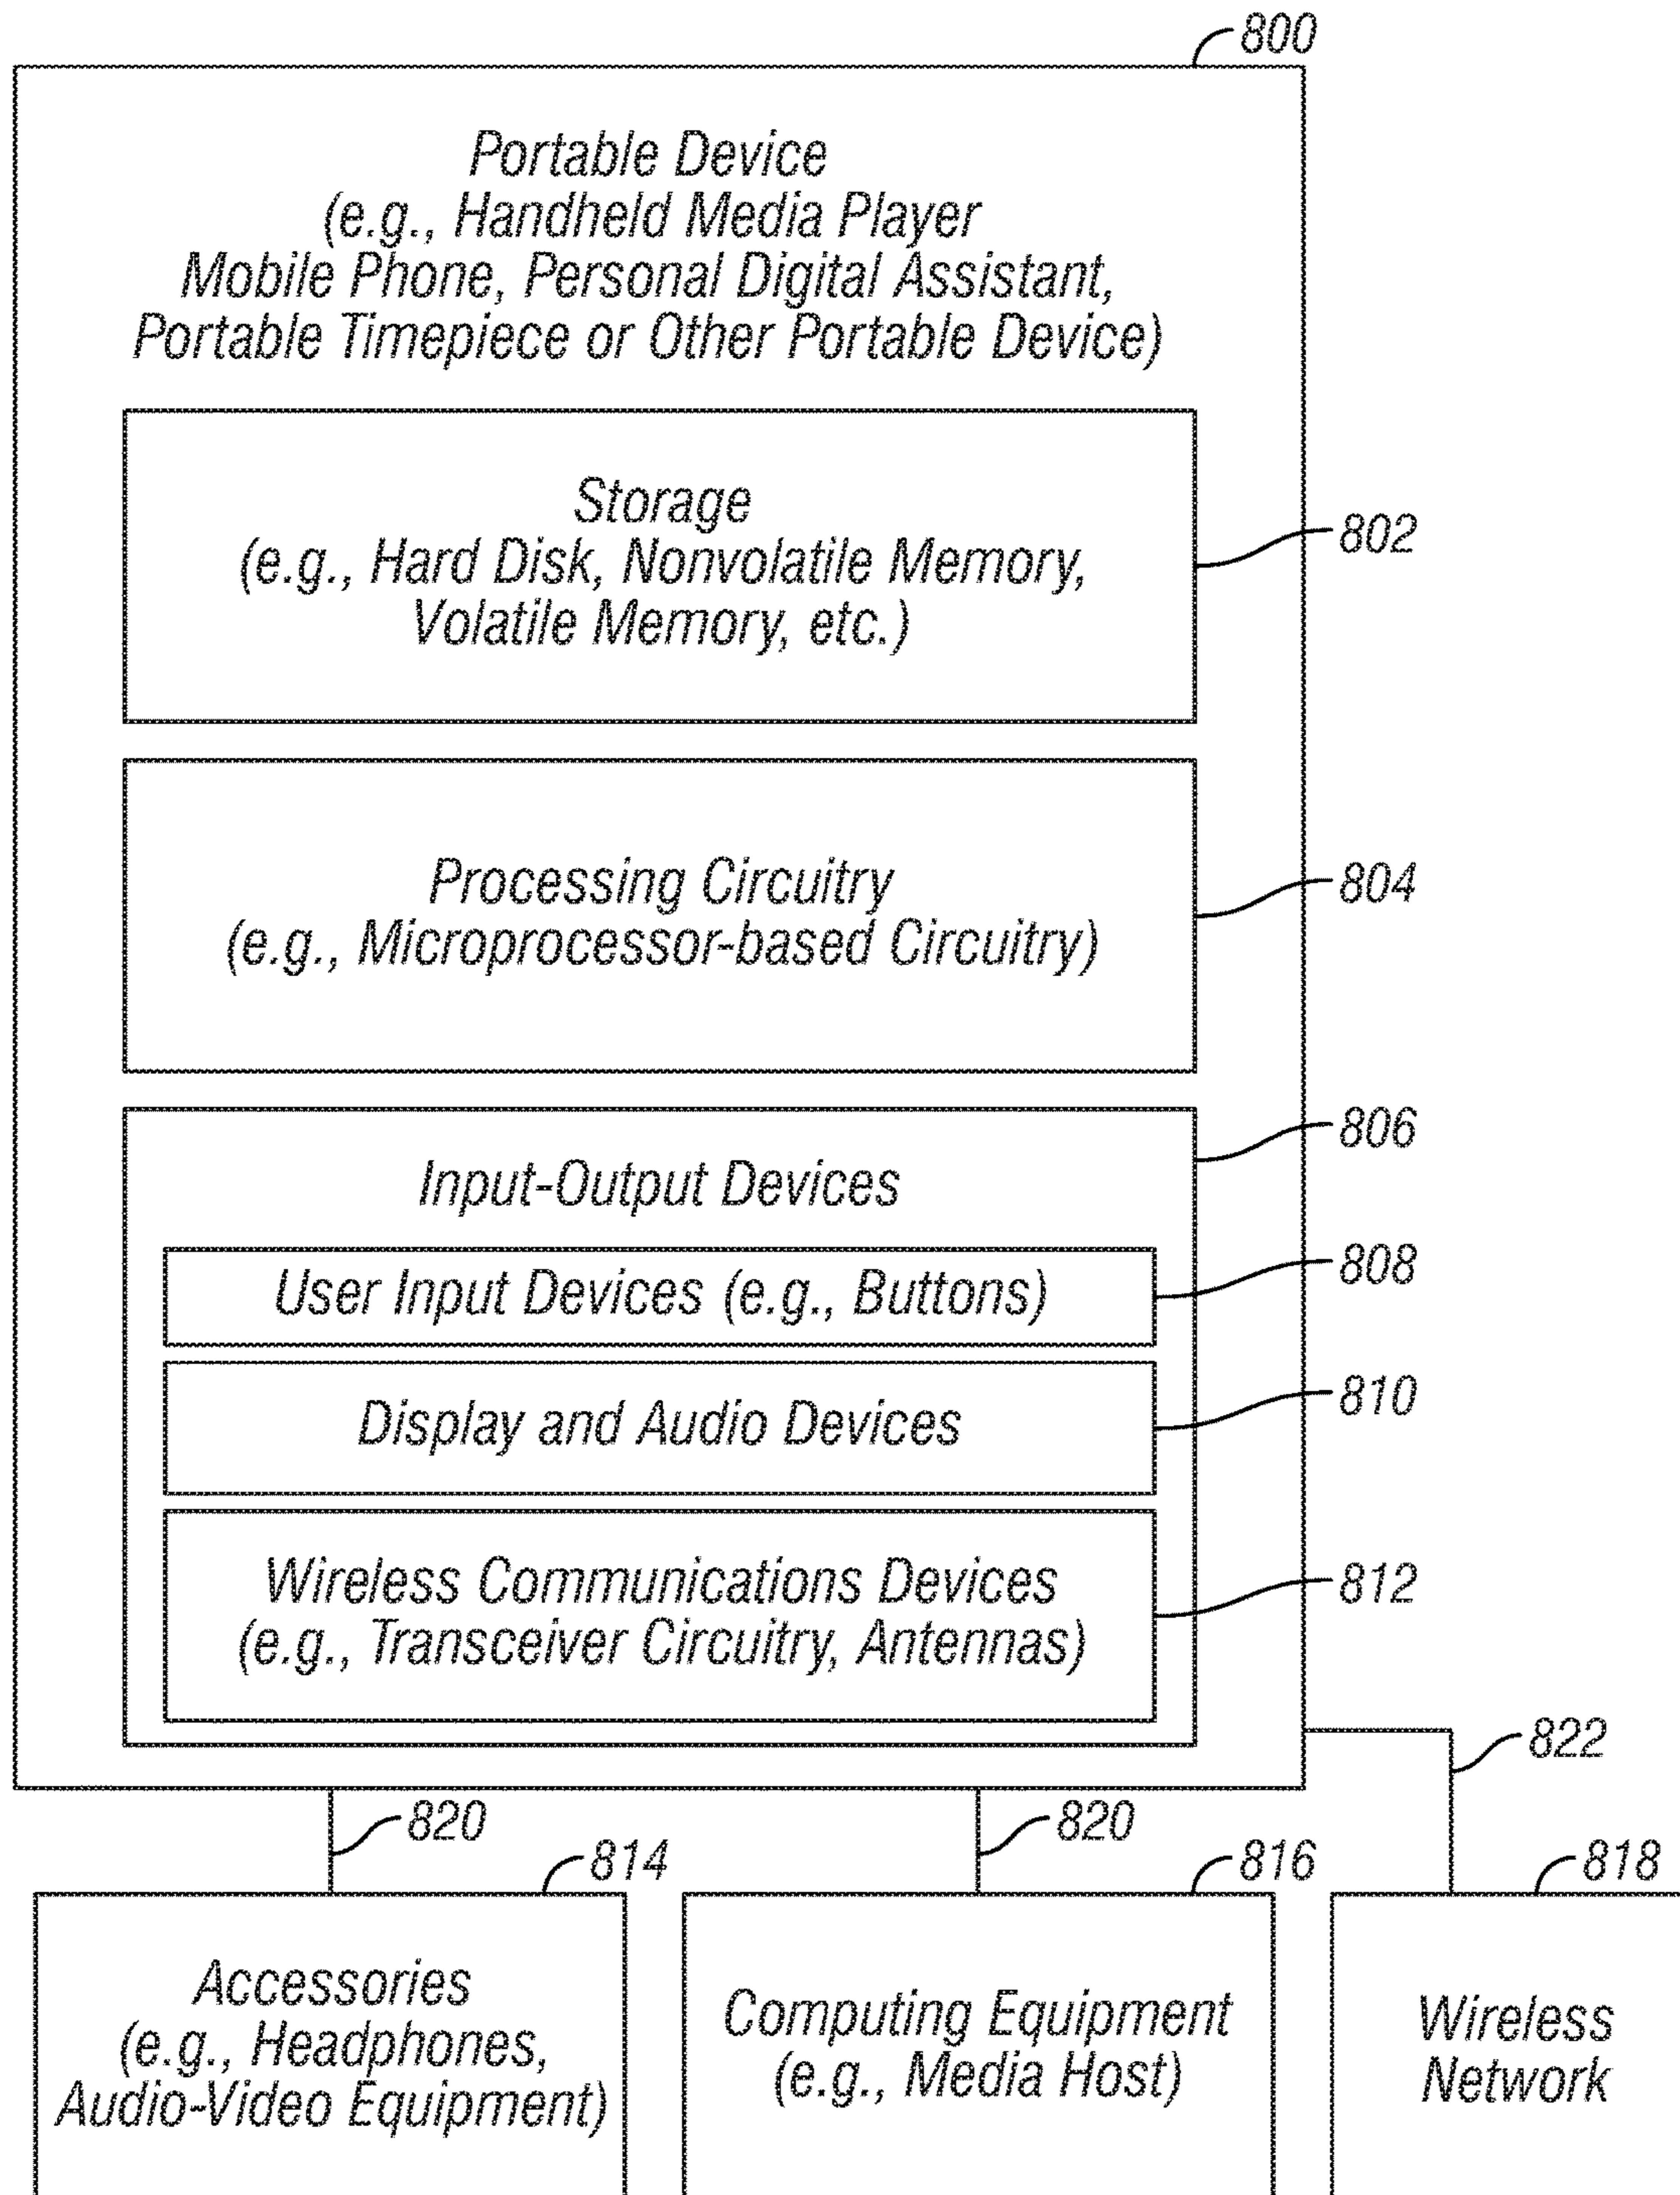 800
Portable Device
(e.g., Handheld Media Player
Mobile Phone, Personal Digital Assistant,
Portable Timepiece or Other Portable Device)
Storage
(e.g., Hard Disk, Nonvolatile Memory,
Volatile Memory, etc.)
802
Processing Circuitry
(e.g., Microprocessor-based Circuitry)
804
806
Input-Output Devices
User Input Devices (e.g., Buttons)
808
Display and Audio Devices
810
Wireless Communications Devices
(e.g., Transceiver Circuitry, Antennas)
812
822
820
820
814
816
818
Accessories
(e.g., Headphones,
Audio-Video Equipment)
Computing Equipment
(e.g., Media Host)
Wireless
Network